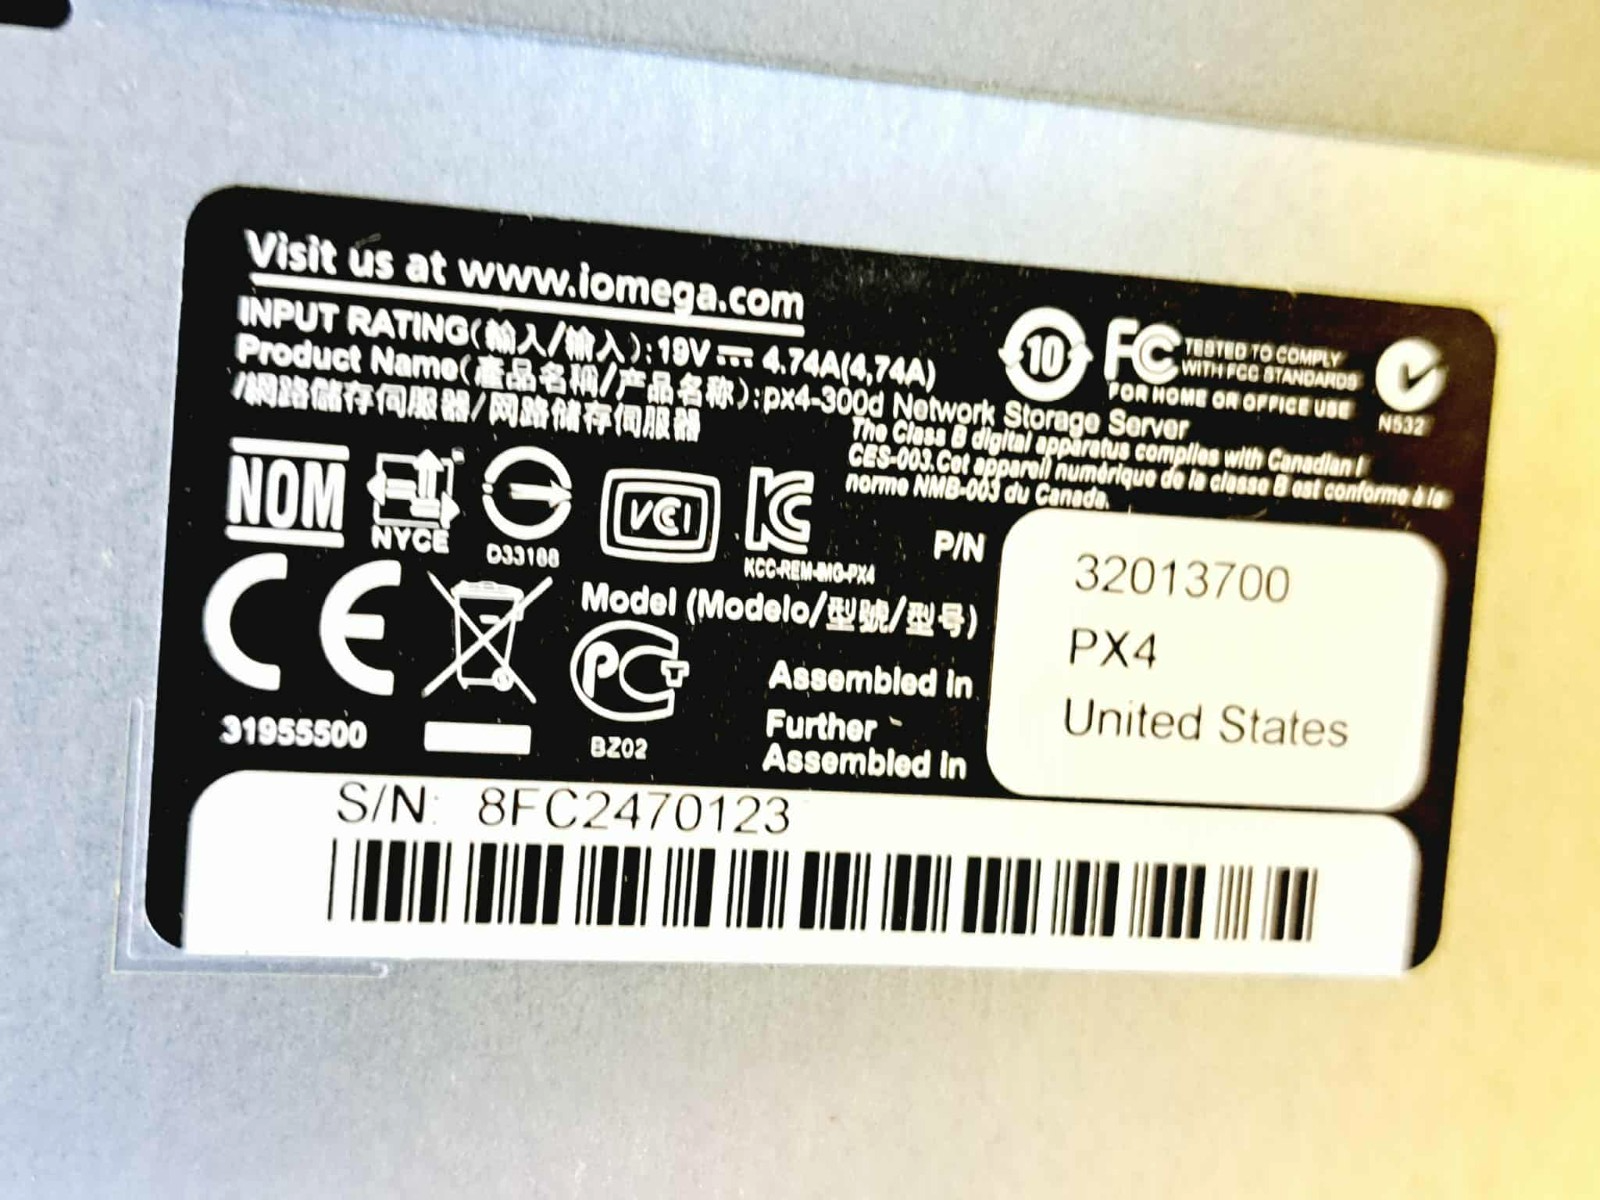 Visit us at www.iomega.com
INPUT RATING(輸入/输入):19V⎓ 4.74A(4,74A)
Product Name(產品名稱/产品名称):px4-300d Network Storage Server
/網路儲存伺服器/网路储存伺服器
10
FC TESTED TO COMPLY
WITH FCC STANDARDS
FOR HOME OR OFFICE USE
N532
The Class B digital apparatus complies with Canadian I
CES-003.Cet appareil numérique de la classe B est conforme à la
norme NMB-003 du Canada.
NOM
NYCE
D33188
VCI
KC
KCC-REM-IMG-PX4
P/N 32013700
Model (Modelo/型號/型号) PX4
Assembled in United States
Further
Assembled in
CE
PCT
31955500
BZ02
S/N: 8FC2470123